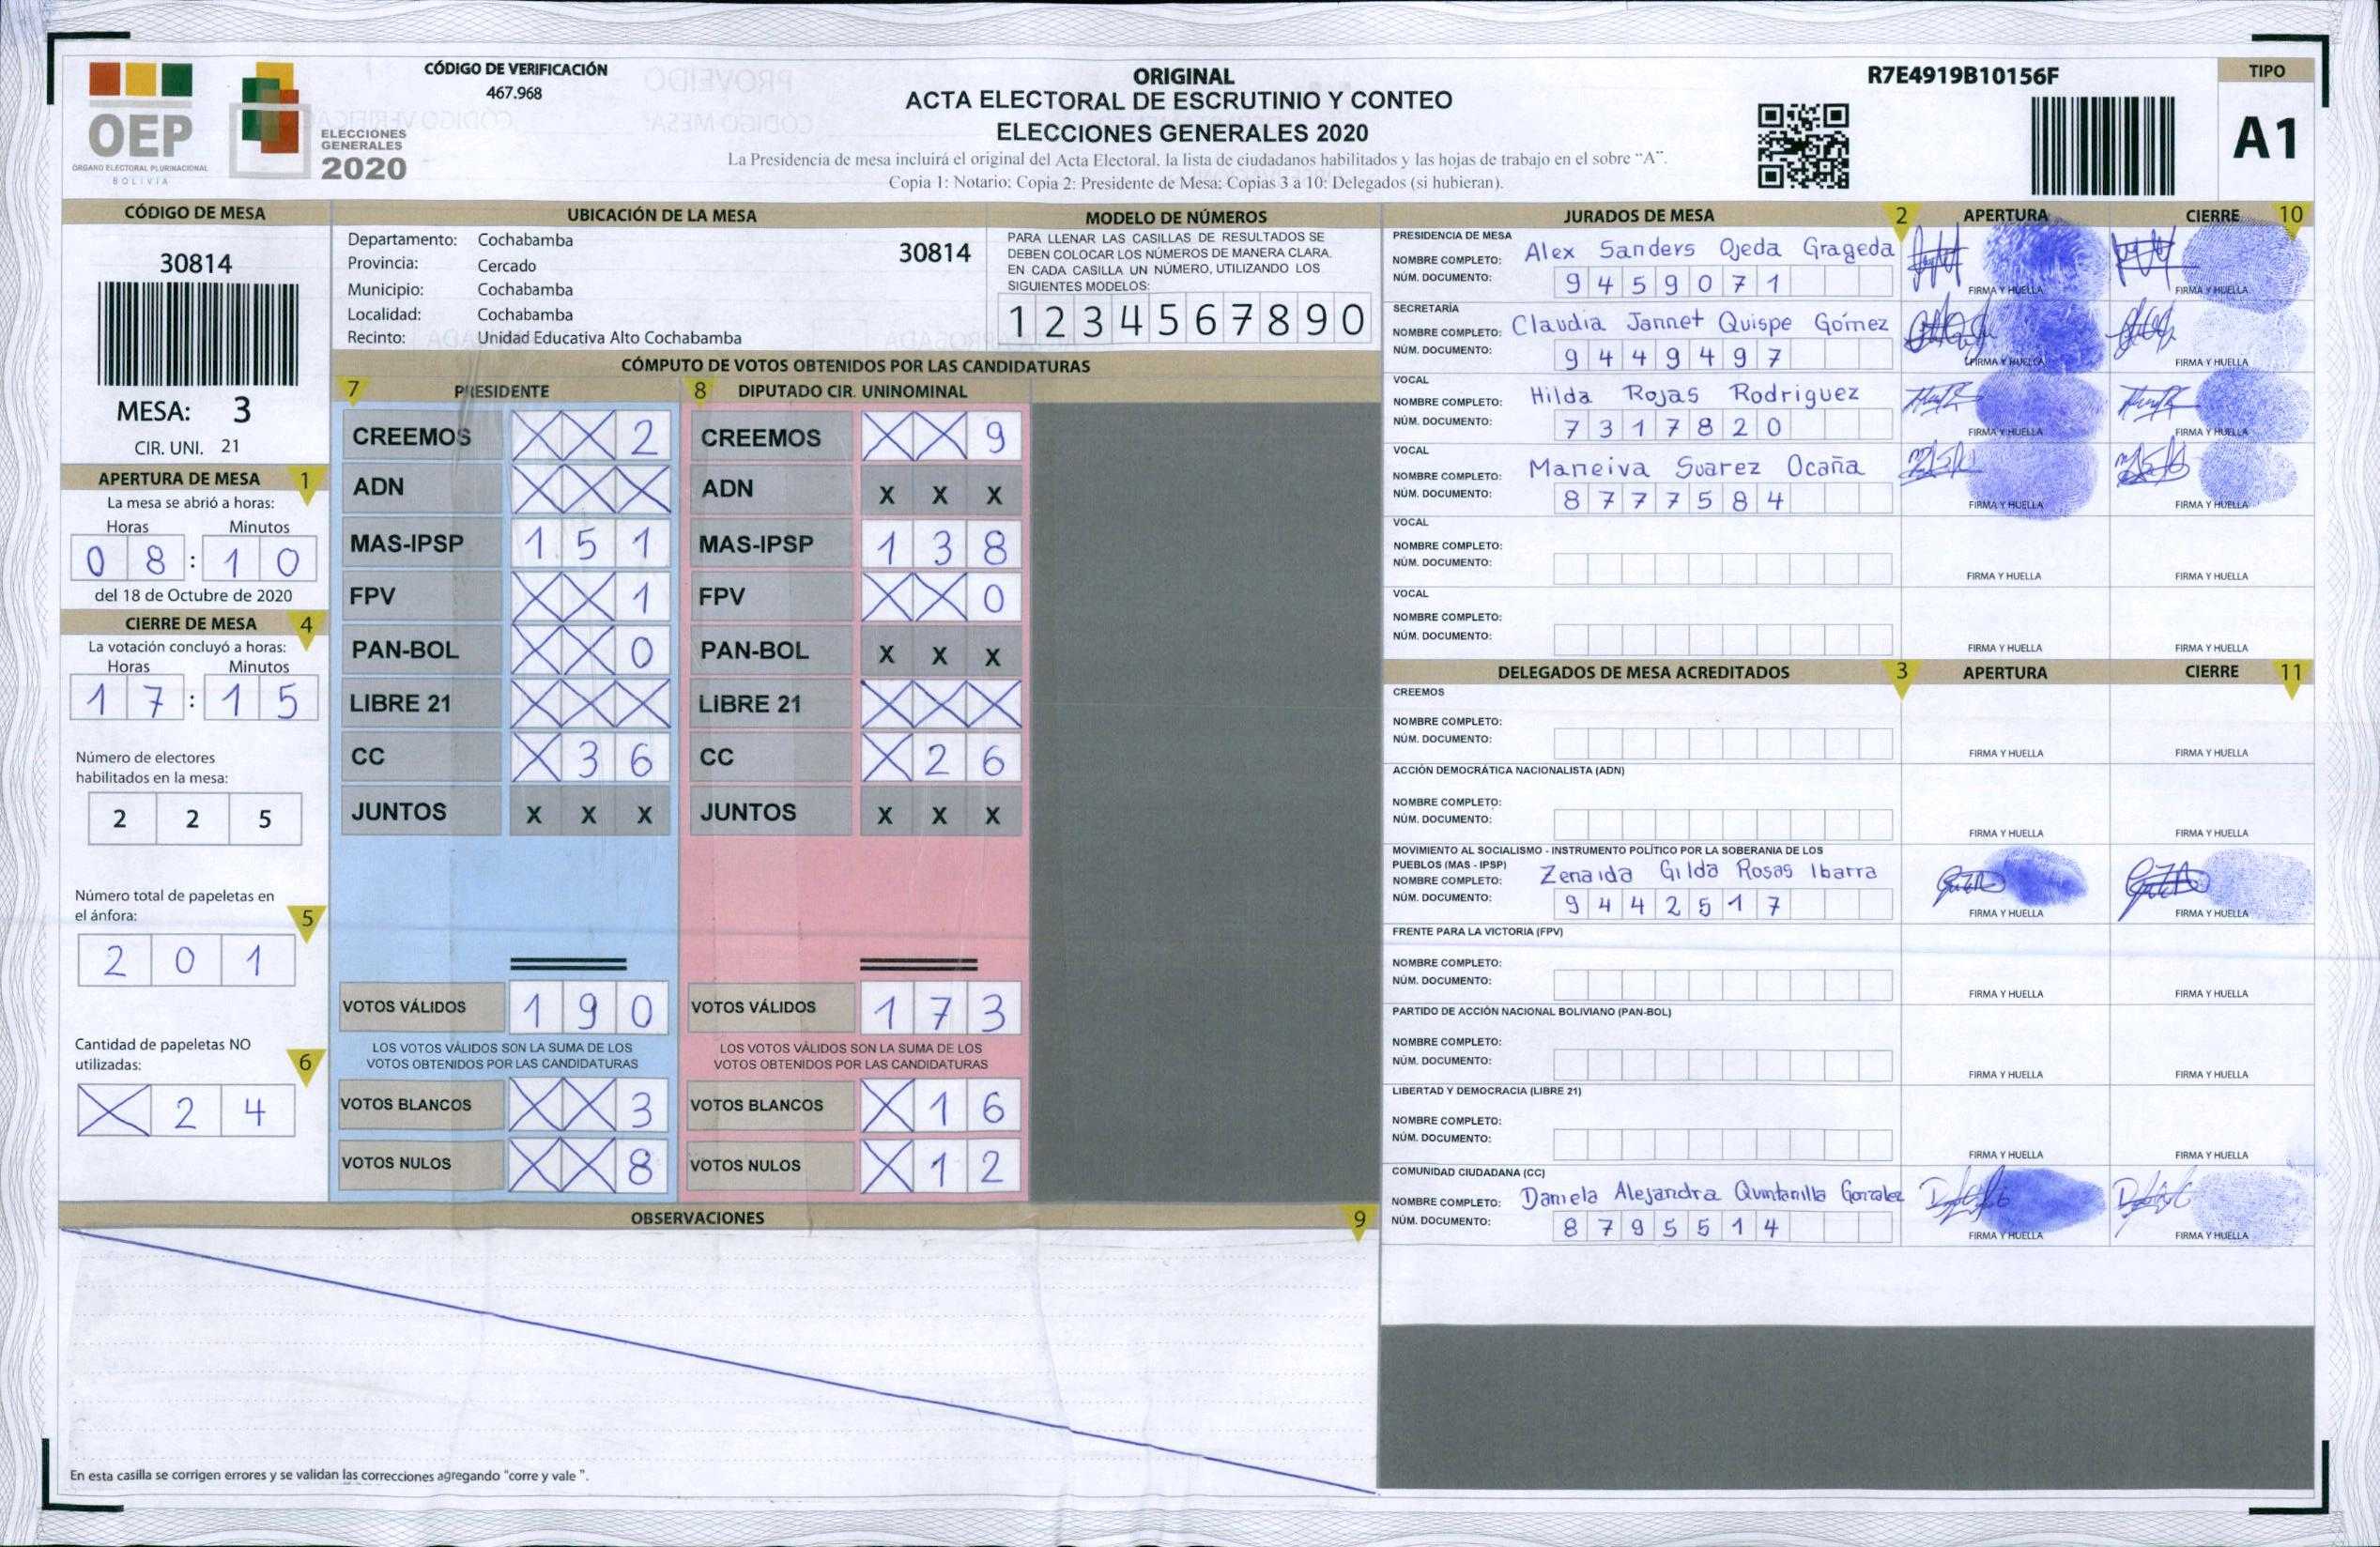 OEP
ÓRGANO ELECTORAL PLURINACIONAL
BOLIVIA
ELECCIONES
GENERALES
2020
CÓDIGO DE VERIFICACIÓN
467.968
ORIGINAL
ACTA ELECTORAL DE ESCRUTINIO Y CONTEO
ELECCIONES GENERALES 2020
La Presidencia de mesa incluirá el original del Acta Electoral, la lista de ciudadanos habilitados y las hojas de trabajo en el sobre "A".
Copia 1: Notario; Copia 2: Presidente de Mesa; Copias 3 a 10: Delegados (si hubieran).
R7E4919B10156F
TIPO
A1
CÓDIGO DE MESA
30814
MESA: 3
CIR. UNI. 21
APERTURA DE MESA 1
La mesa se abrió a horas:
Horas Minutos
0 8 : 1 0
del 18 de Octubre de 2020
CIERRE DE MESA 4
La votación concluyó a horas:
Horas Minutos
1 7 : 1 5
Número de electores
habilitados en la mesa:
2 2 5
Número total de papeletas en
el ánfora: 5
2 0 1
Cantidad de papeletas NO
utilizadas: 6
X 2 4
UBICACIÓN DE LA MESA
Departamento: Cochabamba 30814
Provincia: Cercado
Municipio: Cochabamba
Localidad: Cochabamba
Recinto: Unidad Educativa Alto Cochabamba
MODELO DE NÚMEROS
PARA LLENAR LAS CASILLAS DE RESULTADOS SE
DEBEN COLOCAR LOS NÚMEROS DE MANERA CLARA.
EN CADA CASILLA UN NÚMERO, UTILIZANDO LOS
SIGUIENTES MODELOS:
1 2 3 4 5 6 7 8 9 0
CÓMPUTO DE VOTOS OBTENIDOS POR LAS CANDIDATURAS
7 PRESIDENTE 8 DIPUTADO CIR. UNINOMINAL
CREEMOS X X 2 CREEMOS X X 9
ADN X X X ADN X X X
MAS-IPSP 1 5 1 MAS-IPSP 1 3 8
FPV X X 1 FPV X X 0
PAN-BOL X X 0 PAN-BOL X X X
LIBRE 21 X X X LIBRE 21 X X X
CC X 3 6 CC X 2 6
JUNTOS X X X JUNTOS X X X
VOTOS VÁLIDOS 1 9 0 VOTOS VÁLIDOS 1 7 3
LOS VOTOS VÁLIDOS SON LA SUMA DE LOS LOS VOTOS VÁLIDOS SON LA SUMA DE LOS
VOTOS OBTENIDOS POR LAS CANDIDATURAS VOTOS OBTENIDOS POR LAS CANDIDATURAS
VOTOS BLANCOS X X 3 VOTOS BLANCOS X 1 6
VOTOS NULOS X X 8 VOTOS NULOS X 1 2
OBSERVACIONES 9
En esta casilla se corrigen errores y se validan las correcciones agregando "corre y vale ".
JURADOS DE MESA 2 APERTURA CIERRE 10
PRESIDENCIA DE MESA
NOMBRE COMPLETO: Alex Sanders Ojeda Grageda
NÚM. DOCUMENTO: 9 4 5 9 0 7 1
FIRMA Y HUELLA FIRMA Y HUELLA
SECRETARÍA
NOMBRE COMPLETO: Claudia Jannet Quispe Gómez
NÚM. DOCUMENTO: 9 4 4 9 4 9 7
FIRMA Y HUELLA FIRMA Y HUELLA
VOCAL
NOMBRE COMPLETO: Hilda Rojas Rodriguez
NÚM. DOCUMENTO: 7 3 1 7 8 2 0
FIRMA Y HUELLA FIRMA Y HUELLA
VOCAL
NOMBRE COMPLETO: Maneiva Suarez Ocaña
NÚM. DOCUMENTO: 8 7 7 7 5 8 4
FIRMA Y HUELLA FIRMA Y HUELLA
VOCAL
NOMBRE COMPLETO:
NÚM. DOCUMENTO:
FIRMA Y HUELLA FIRMA Y HUELLA
VOCAL
NOMBRE COMPLETO:
NÚM. DOCUMENTO:
FIRMA Y HUELLA FIRMA Y HUELLA
DELEGADOS DE MESA ACREDITADOS 3 APERTURA CIERRE 11
CREEMOS
NOMBRE COMPLETO:
NÚM. DOCUMENTO:
FIRMA Y HUELLA FIRMA Y HUELLA
ACCIÓN DEMOCRÁTICA NACIONALISTA (ADN)
NOMBRE COMPLETO:
NÚM. DOCUMENTO:
FIRMA Y HUELLA FIRMA Y HUELLA
MOVIMIENTO AL SOCIALISMO - INSTRUMENTO POLÍTICO POR LA SOBERANIA DE LOS
PUEBLOS (MAS - IPSP)
NOMBRE COMPLETO: Zenaida Gilda Rosas Ibarra
NÚM. DOCUMENTO: 9 4 4 2 5 1 7
FIRMA Y HUELLA FIRMA Y HUELLA
FRENTE PARA LA VICTORIA (FPV)
NOMBRE COMPLETO:
NÚM. DOCUMENTO:
FIRMA Y HUELLA FIRMA Y HUELLA
PARTIDO DE ACCIÓN NACIONAL BOLIVIANO (PAN-BOL)
NOMBRE COMPLETO:
NÚM. DOCUMENTO:
FIRMA Y HUELLA FIRMA Y HUELLA
LIBERTAD Y DEMOCRACIA (LIBRE 21)
NOMBRE COMPLETO:
NÚM. DOCUMENTO:
FIRMA Y HUELLA FIRMA Y HUELLA
COMUNIDAD CIUDADANA (CC)
NOMBRE COMPLETO: Daniela Alejandra Quintanilla Gonzalez
NÚM. DOCUMENTO: 8 7 9 5 5 1 4
FIRMA Y HUELLA FIRMA Y HUELLA